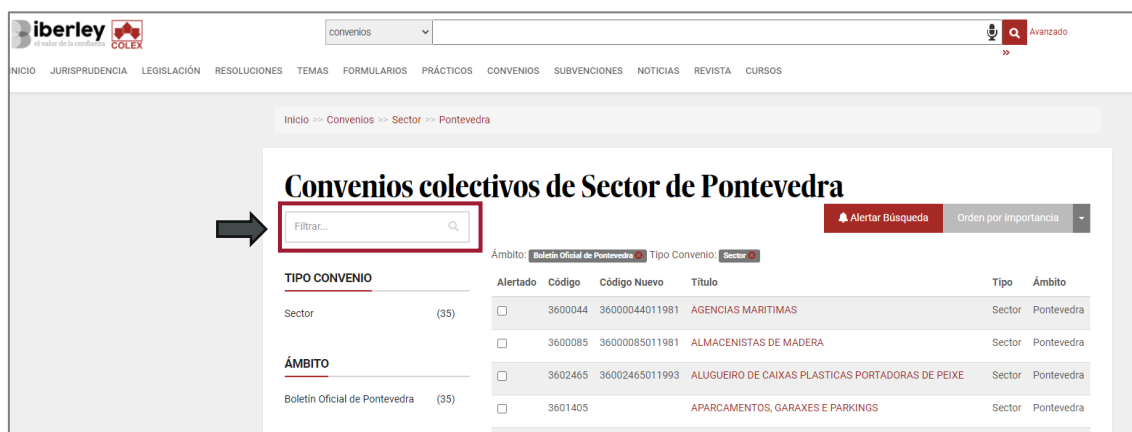 iberley
el valor de la confianza
COLEX
convenios
Avanzado
»
NICIO JURISPRUDENCIA LEGISLACIÓN RESOLUCIONES TEMAS FORMULARIOS PRÁCTICOS CONVENIOS SUBVENCIONES NOTICIAS REVISTA CURSOS
Inicio >> Convenios >> Sector >> Pontevedra
Convenios colectivos de Sector de Pontevedra
Filtrar...
Alertar Búsqueda Orden por importancia
Ámbito: Boletín Oficial de Pontevedra Tipo Convenio: Sector
TIPO CONVENIO
Sector (35)
ÁMBITO
Boletín Oficial de Pontevedra (35)
Alertado Código Código Nuevo Título Tipo Ámbito
3600044 36000044011981 AGENCIAS MARITIMAS Sector Pontevedra
3600085 36000085011981 ALMACENISTAS DE MADERA Sector Pontevedra
3602465 36002465011993 ALUGUEIRO DE CAIXAS PLASTICAS PORTADORAS DE PEIXE Sector Pontevedra
3601405 APARCAMENTOS, GARAXES E PARKINGS Sector Pontevedra